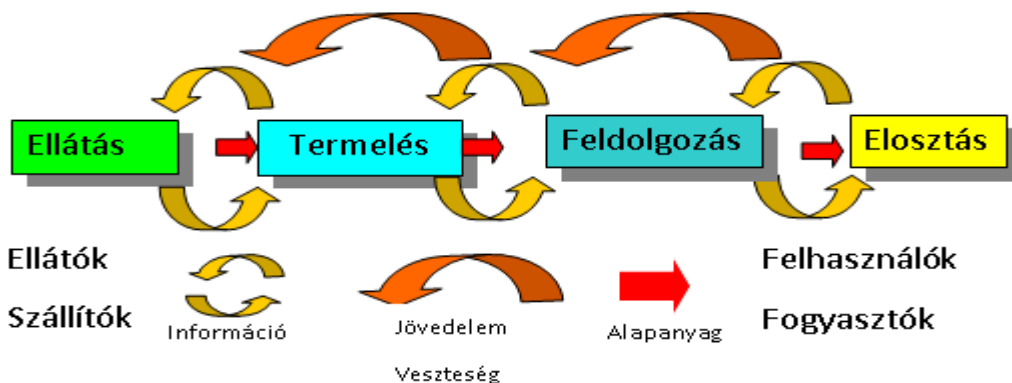 Ellátás
Termelés
Feldolgozás
Elosztás
Ellátók
Szállítók
Információ
Jövedelem
Veszteség
Alapanyag
Felhasználók
Fogyasztók